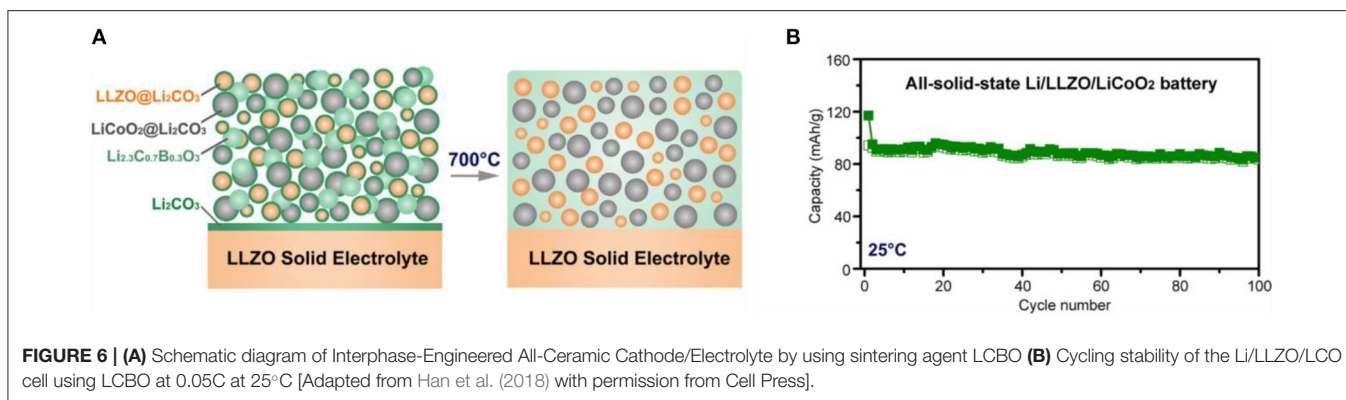 A
LLZO@Li₂CO₃
LiCoO₂@Li₂CO₃
Li₂.₃C₀.₇B₀.₃O₃
Li₂CO₃
700°C
LLZO Solid Electrolyte
LLZO Solid Electrolyte
B
All-solid-state Li/LLZO/LiCoO₂ battery
Capacity (mAh/g)
160
120
80
40
0
25°C
0
20
40
60
80
100
Cycle number
FIGURE 6 | (A) Schematic diagram of Interphase-Engineered All-Ceramic Cathode/Electrolyte by using sintering agent LCBO (B) Cycling stability of the Li/LLZO/LCO
cell using LCBO at 0.05C at 25°C [Adapted from Han et al. (2018) with permission from Cell Press].